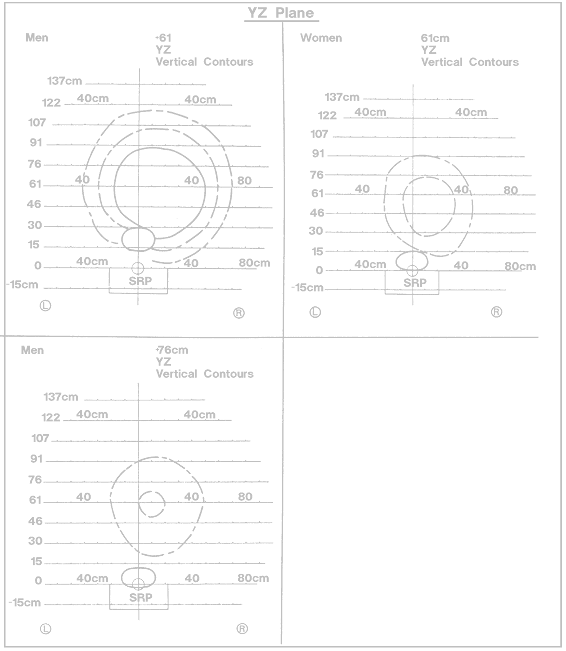 YZ Plane
Men
-61
YZ
Vertical Contours
137cm
122 40cm 40cm
107
91
76
61 40 40 80
46
30
15
0 40cm 40 80cm
SRP
-15cm
L R
Women
61cm
YZ
Vertical Contours
137cm
122 40cm 40cm
107
91
76
61 40 40 80
46
30
15
0 40cm 40 80cm
SRP
-15cm
L R
Men
-76cm
YZ
Vertical Contours
137cm
122 40cm 40cm
107
91
76
61 40 40 80
46
30
15
0 40cm 40 80cm
SRP
-15cm
L R